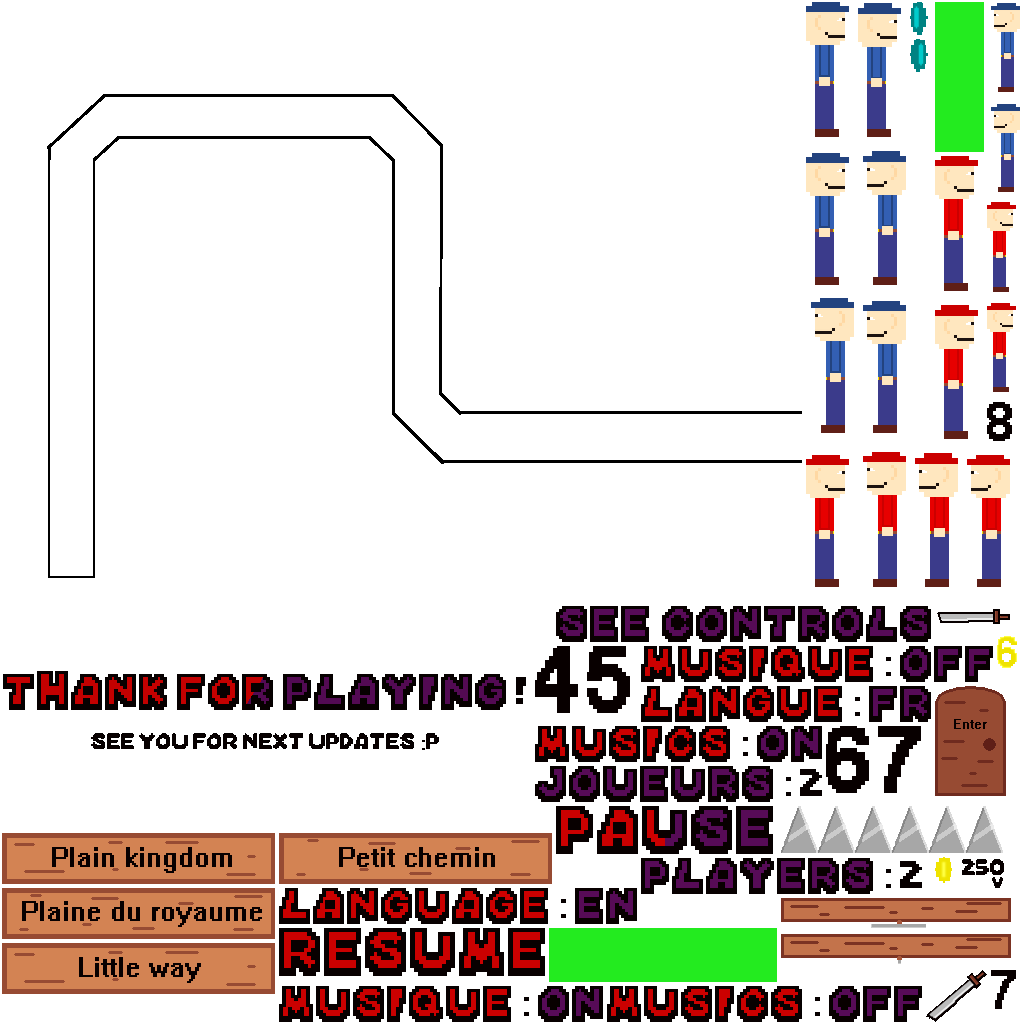 8
SEE CONTROLS
6
45
MUSIQUE : OFF
LANGUE : FR
THANK FOR PLAYING !
Enter
SEE YOU FOR NEXT UPDATES :P
MUSICS : ON
67
JOUEURS : 2
PAUSE
Plain kingdom
Petit chemin
PLAYERS : 2
250
V
LANGUAGE : EN
Plaine du royaume
RESUME
Little way
MUSIQUE : ON
MUSICS : OFF
7